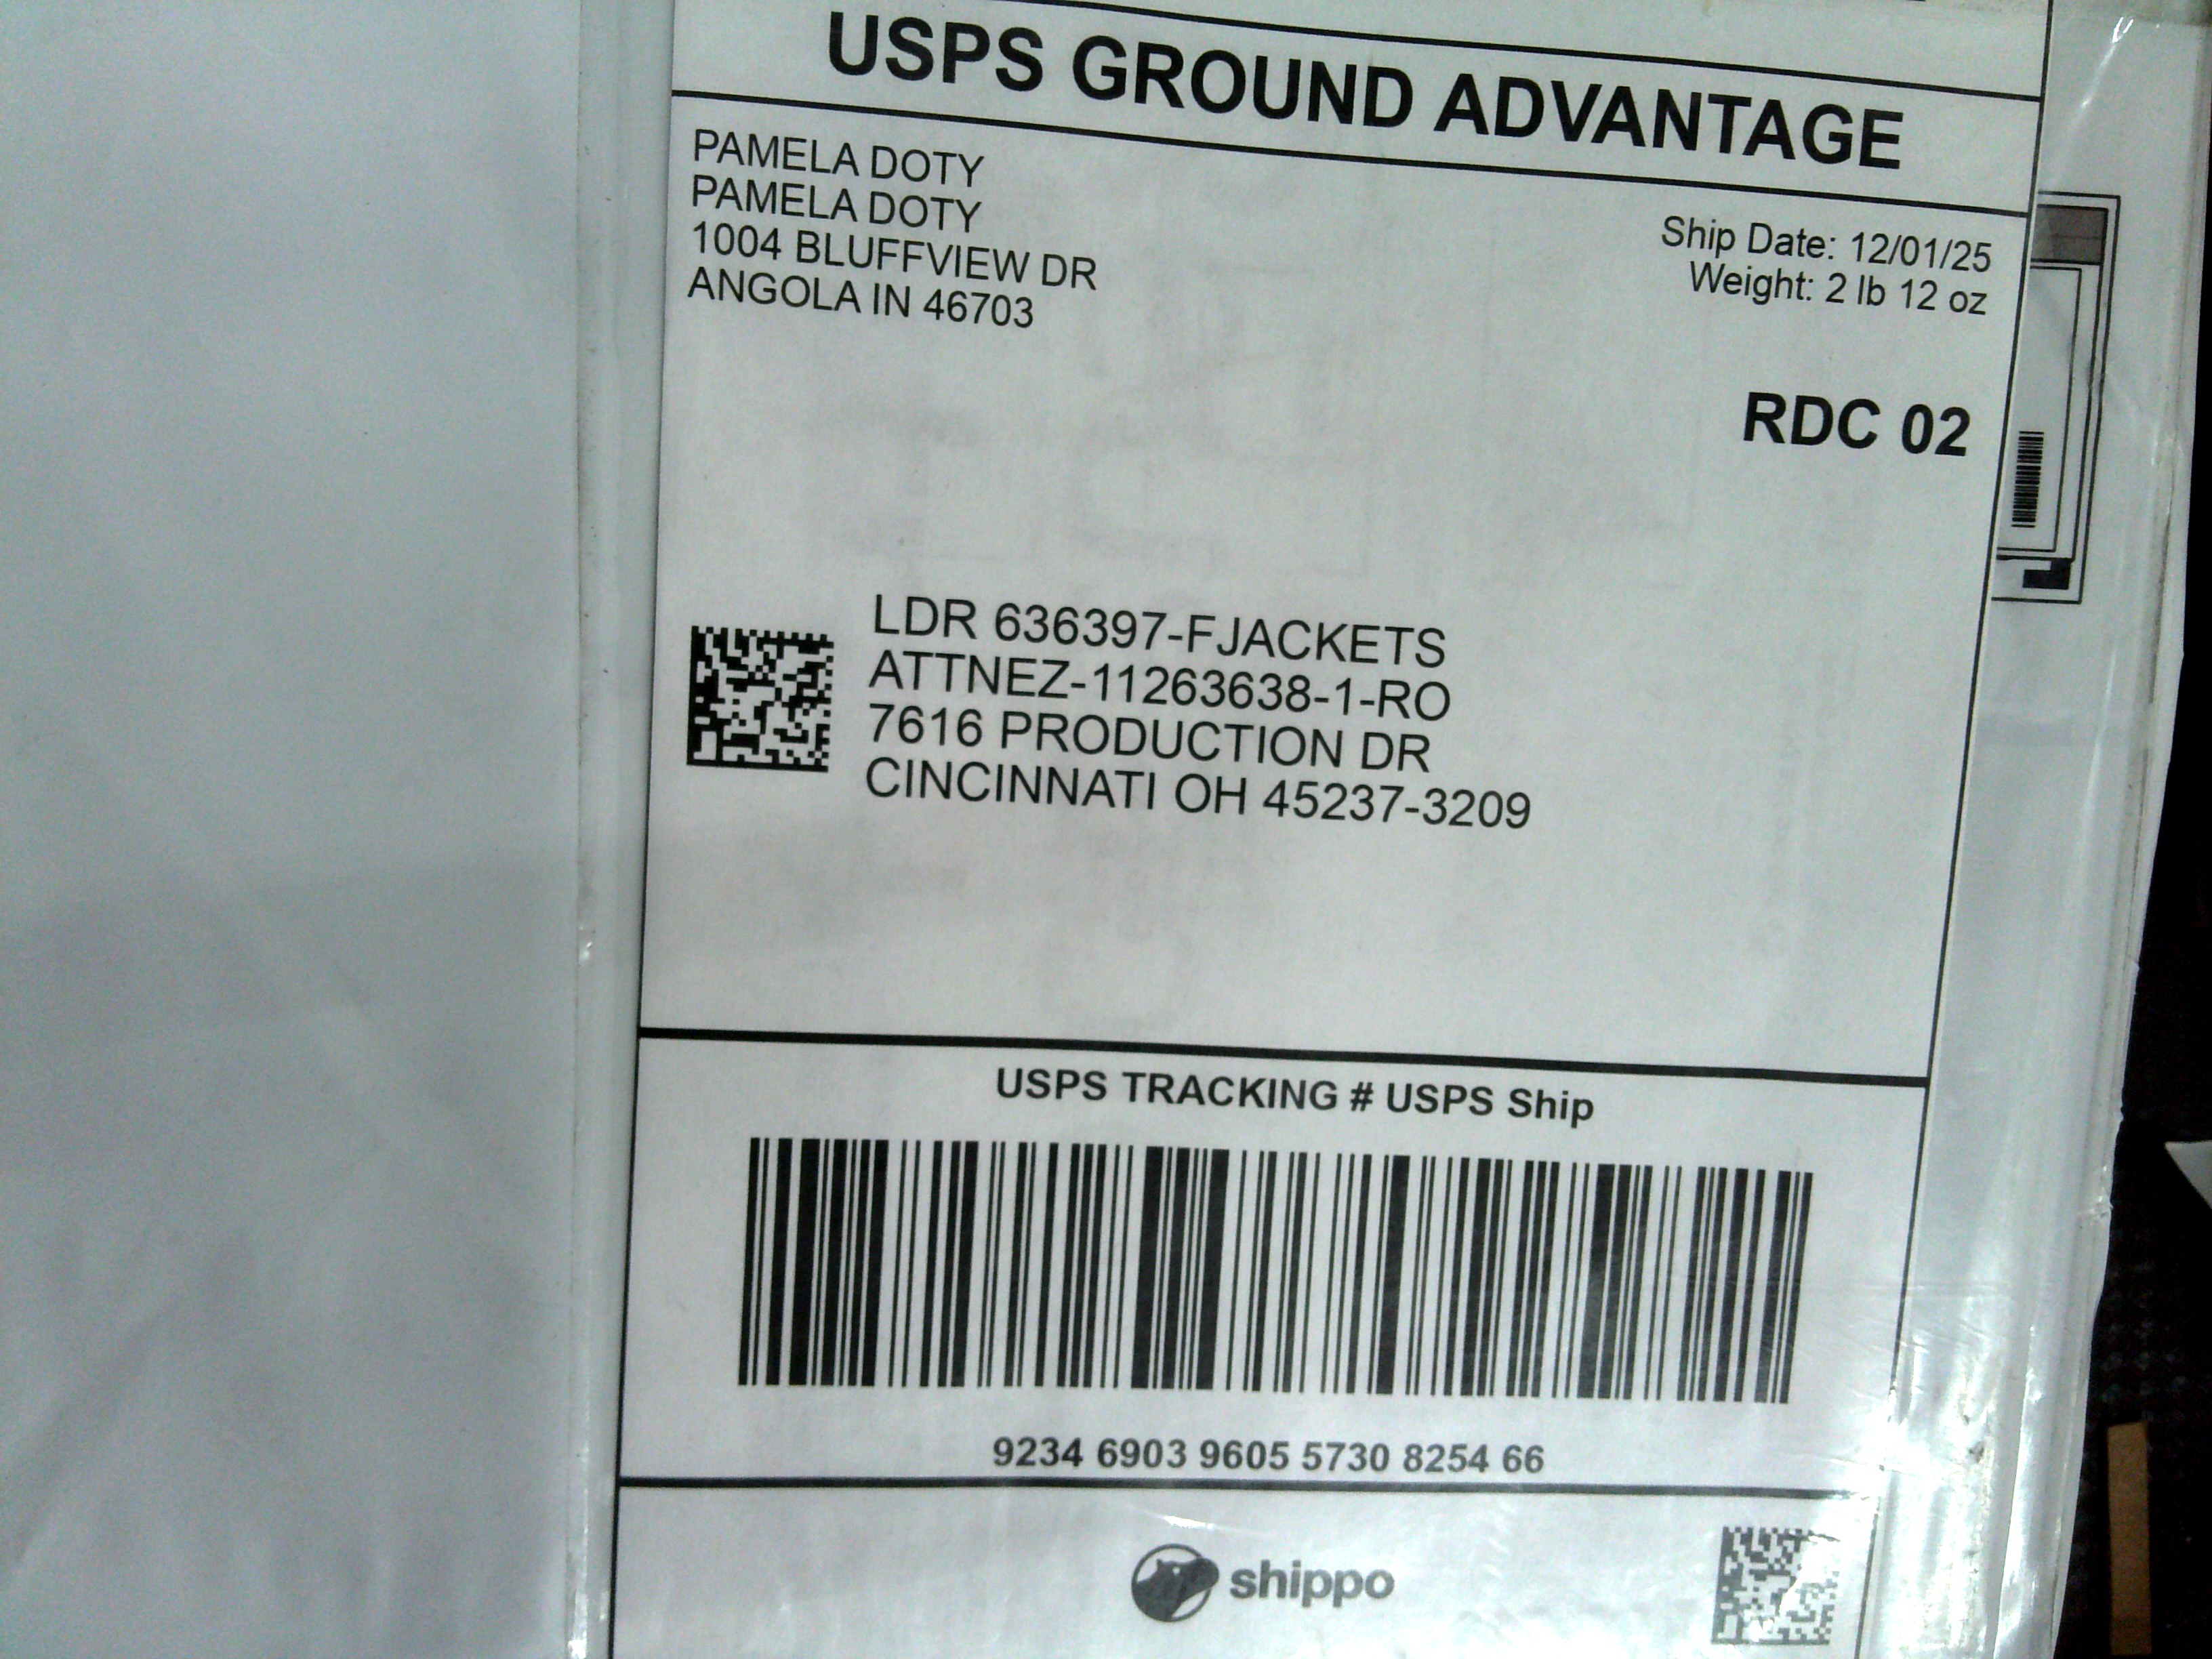 USPS GROUND ADVANTAGE
PAMELA DOTY
PAMELA DOTY
1004 BLUFFVIEW DR
ANGOLA IN 46703
Ship Date: 12/01/25
Weight: 2 lb 12 oz
RDC 02
LDR 636397-FJACKETS
ATTNEZ-11263638-1-RO
7616 PRODUCTION DR
CINCINNATI OH 45237-3209
USPS TRACKING # USPS Ship
9234 6903 9605 5730 8254 66
shippo